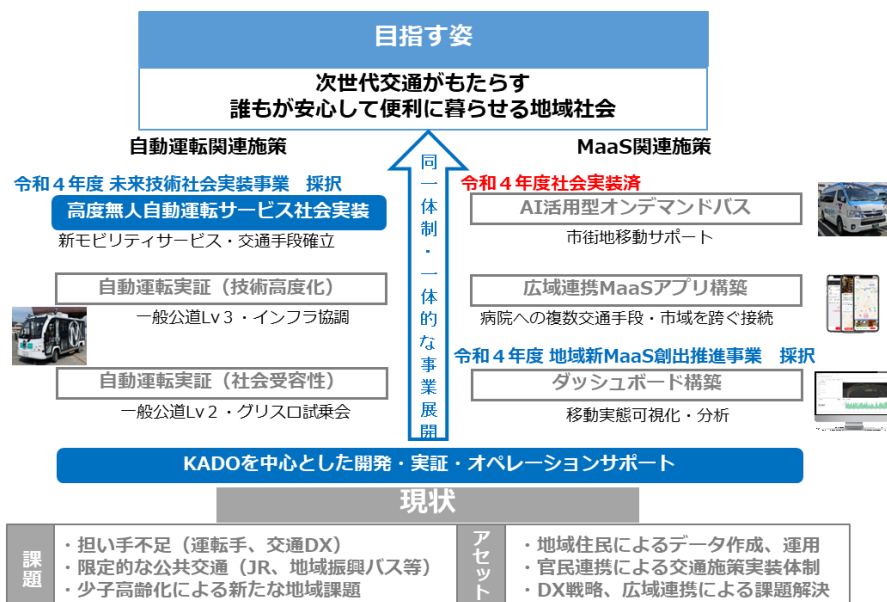 目指す姿
次世代交通がもたらす
誰もが安心して便利に暮らせる地域社会
自動運転関連施策
令和４年度 未来技術社会実装事業　採択
高度無人自動運転サービス社会実装
新モビリティサービス・交通手段確立
自動運転実証（技術高度化）
一般公道Lv３・インフラ協調
自動運転実証（社会受容性）
一般公道Lv２・グリスロ試乗会
同一体制・一体的な事業展開
MaaS関連施策
令和４年度社会実装済
AI活用型オンデマンドバス
市街地移動サポート
広域連携MaaSアプリ構築
病院への複数交通手段・市域を跨ぐ接続
令和４年度 地域新MaaS創出推進事業　採択
ダッシュボード構築
移動実態可視化・分析
KADOを中心とした開発・実証・オペレーションサポート
現状
課題
・担い手不足（運転手、交通DX）
・限定的な公共交通（JR、地域振興バス等）
・少子高齢化による新たな地域課題
アセット
・地域住民によるデータ作成、運用
・官民連携による交通施策実装体制
・DX戦略、広域連携による課題解決